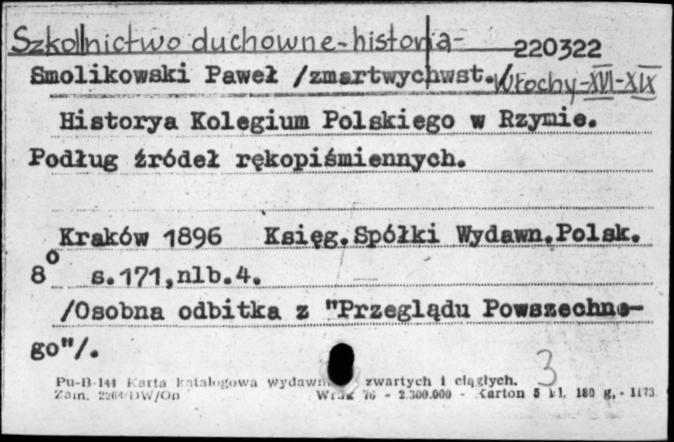 Szkolnictwo duchowne - historia - 220322
Smolikowski Paweł /zmartwychwst./ Włochy - XVI - XIX
Historya Kolegium Polskiego w Rzymie.
Podług źródeł rękopiśmiennych.
Kraków 1896 Księg.Spółki Wydawn.Polsk.
8° s.171,nlb.4.
/Osobna odbitka z "Przeglądu Powszechne-
go"/.
3
Pu-B-144 Karta katalogowa wydawn zwartych i ciągłych.
Zam. 2264/DW/On 76 - 2.300.000 - Karton 5 kl. 180 g. - 1173